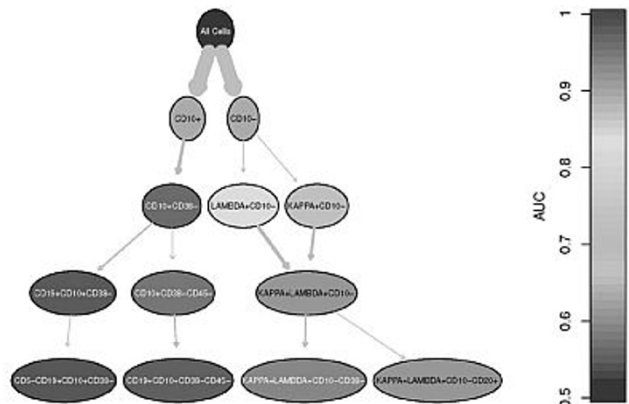 All Cells
CD10+
CD10-
CD10+CD38-
LAMBDA+CD10-
KAPPA+CD10-
CD19+CD10+CD38-
CD10+CD38-CD45-
KAPPA+LAMBDA+CD10-
CD5-CD19+CD10+CD38-
CD19+CD10+CD38-CD45-
KAPPA+LAMBDA+CD10-CD38-
KAPPA+LAMBDA+CD10-CD20+
AUC
1
0.9
0.8
0.7
0.6
0.5